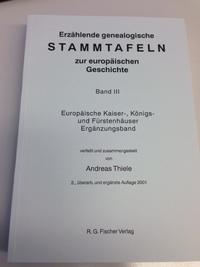 Erzählende genealogische
STAMMTAFELN
zur europäischen
Geschichte
Band III
Europäische Kaiser-, Königs-
und Fürstenhäuser
Ergänzungsband
verfaßt und zusammengestellt
von
Andreas Thiele
2., überarb. und ergänzte Auflage 2001
R. G. Fischer Verlag